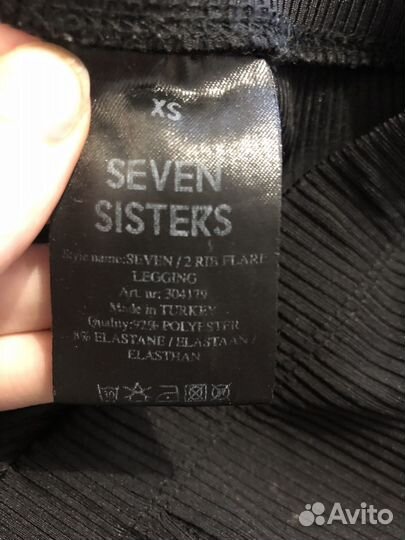 XS
SEVEN
SISTERS
Style name:SEVEN / 2 RIB FLARE
LEGGING
Art. nr: 304179
Made in TURKEY
Quality:92% POLYESTER
8% ELASTANE / ELASTAAN /
ELASTHAN
30
Avito